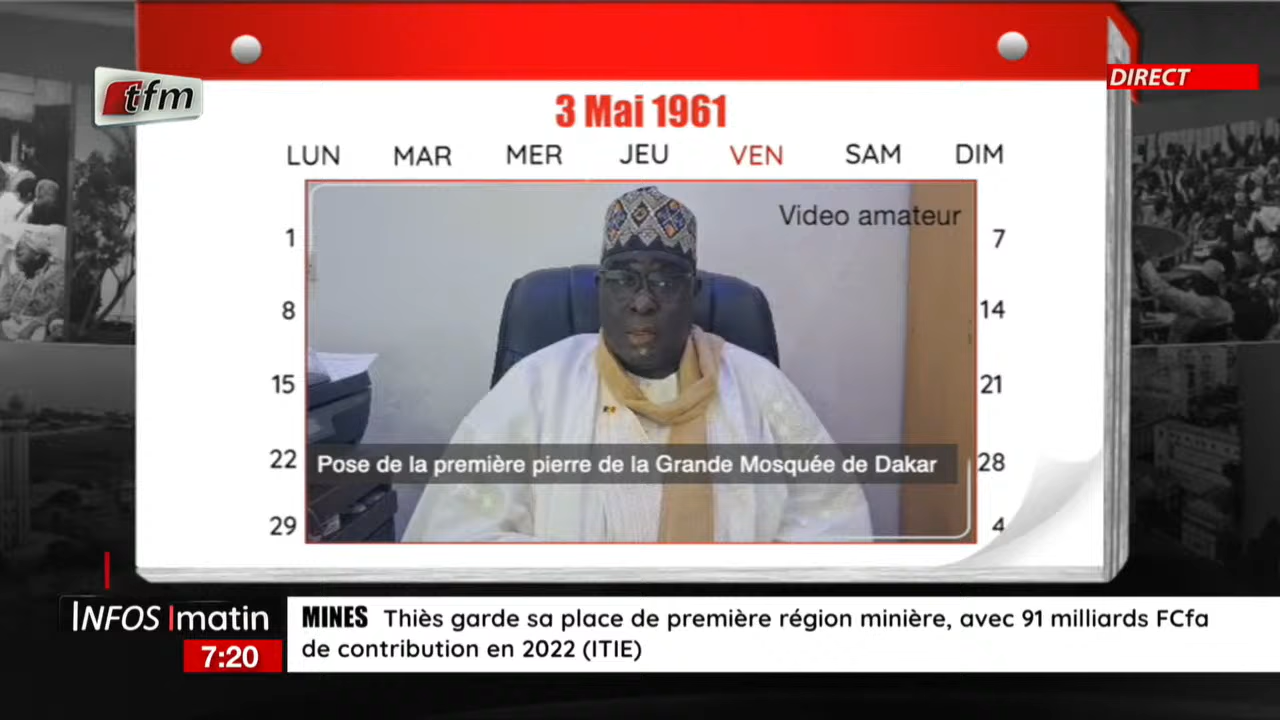 tfm
DIRECT
3 Mai 1961
LUN MAR MER JEU VEN SAM DIM
Video amateur
1 7
8 14
15 21
22 28
Pose de la première pierre de la Grande Mosquée de Dakar
29 4
INFOS matin
7:20
MINES Thiès garde sa place de première région minière, avec 91 milliards FCfa
de contribution en 2022 (ITIE)